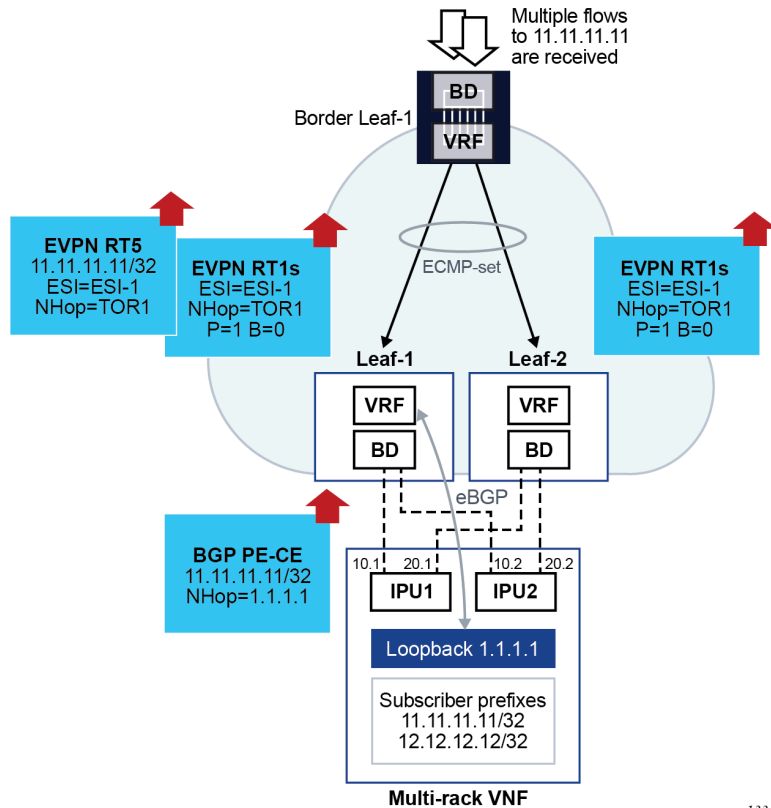 Multiple flows
to 11.11.11.11
are received
BD
Border Leaf-1
VRF
EVPN RT5
11.11.11.11/32
ESI=ESI-1
NHop=TOR1
EVPN RT1s
ESI=ESI-1
NHop=TOR1
P=1 B=0
ECMP-set
EVPN RT1s
ESI=ESI-1
NHop=TOR1
P=1 B=0
Leaf-1
Leaf-2
VRF
VRF
BD
BD
eBGP
BGP PE-CE
11.11.11.11/32
NHop=1.1.1.1
10.1 20.1 10.2 20.2
IPU1
IPU2
Loopback 1.1.1.1
Subscriber prefixes
11.11.11.11/32
12.12.12.12/32
Multi-rack VNF